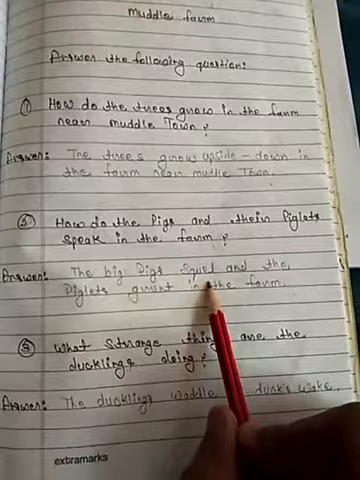 muddle farm
Answer the following question:
① How do the trees grow in the farm
near muddle Town?
Answer: The trees grows upside-down in
the farm near muddle Town.
② How do the Pigs and their Piglets
speak in the farm?
Answer: The big Pigs Squel and the
Piglets grunt in the farm.
③ What strange thing are the
ducklings doing?
Answer: The ducklings waddle duck's wake.
extramarks